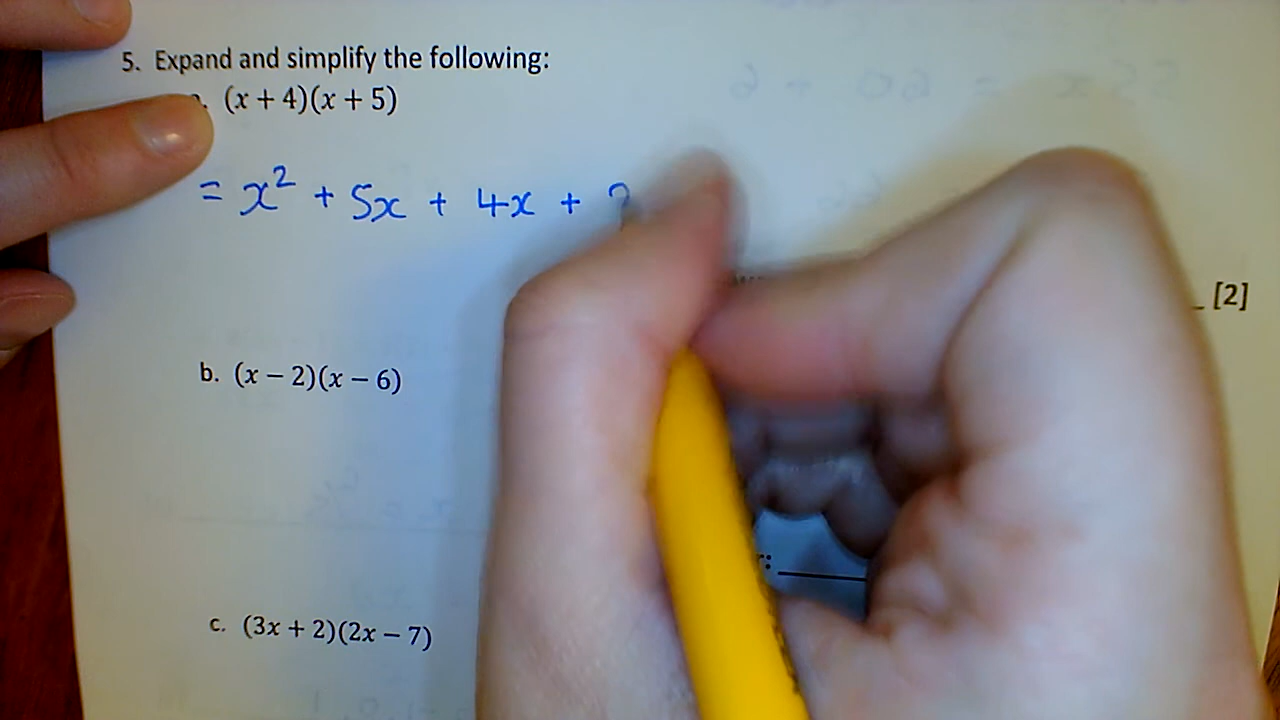 5. Expand and simplify the following:
(x + 4)(x + 5)
= x² + 5x + 4x +
[2]
b. (x – 2)(x – 6)
c. (3x + 2)(2x – 7)